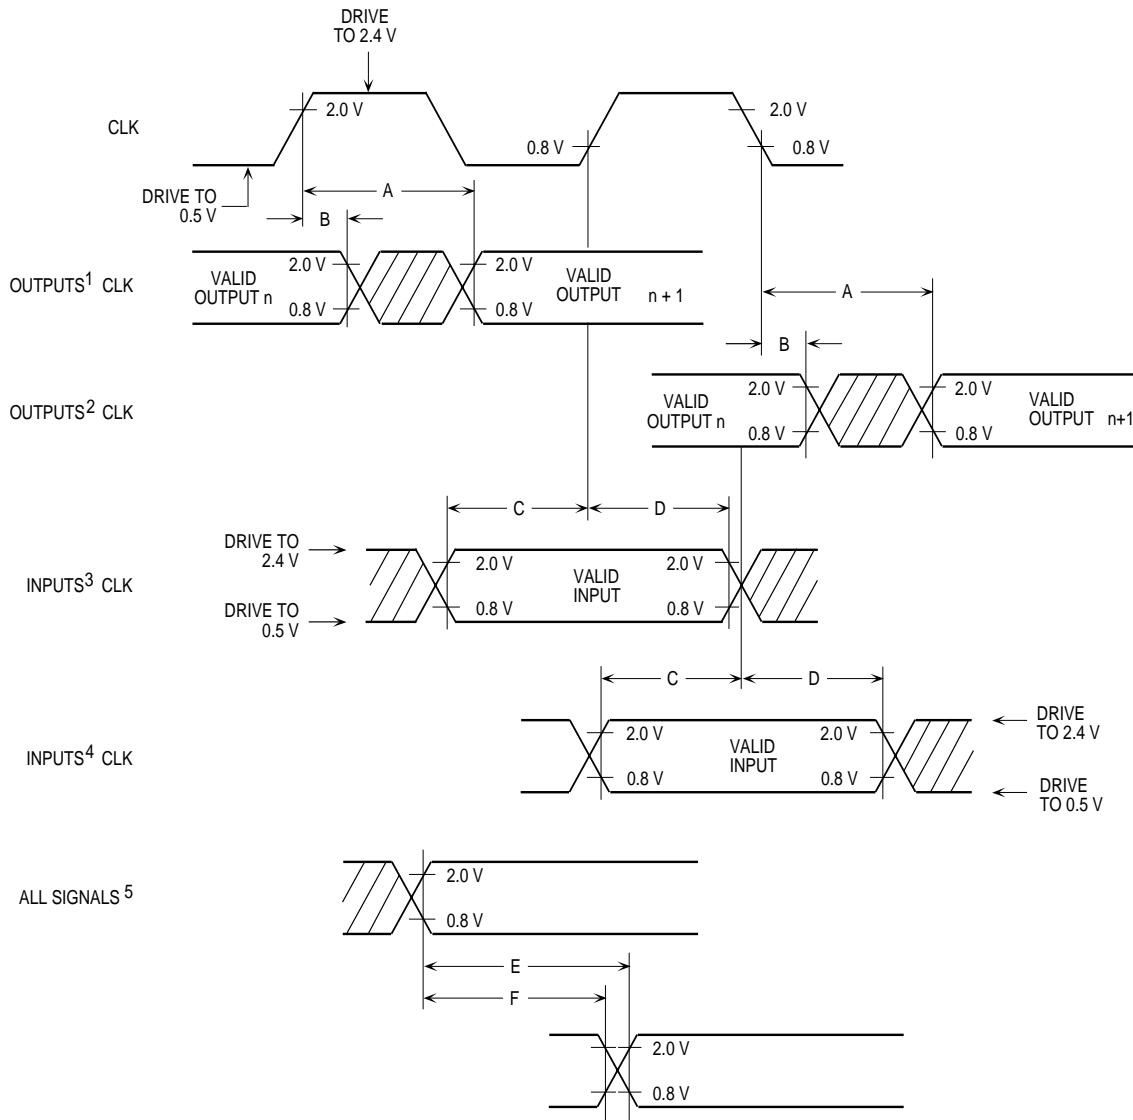 DRIVE
TO 2.4 V
2.0 V
2.0 V
CLK
0.8 V
0.8 V
DRIVE TO
0.5 V
A
B
OUTPUTS1 CLK
VALID
OUTPUT n
2.0 V
0.8 V
2.0 V
0.8 V
VALID
OUTPUT n + 1
A
B
OUTPUTS2 CLK
VALID
OUTPUT n
2.0 V
0.8 V
2.0 V
0.8 V
VALID
OUTPUT n+1
C
D
DRIVE TO
2.4 V
INPUTS3 CLK
DRIVE TO
0.5 V
2.0 V
0.8 V
VALID
INPUT
2.0 V
0.8 V
C
D
INPUTS4 CLK
2.0 V
0.8 V
VALID
INPUT
2.0 V
0.8 V
DRIVE
TO 2.4 V
DRIVE
TO 0.5 V
ALL SIGNALS5
2.0 V
0.8 V
E
F
2.0 V
0.8 V